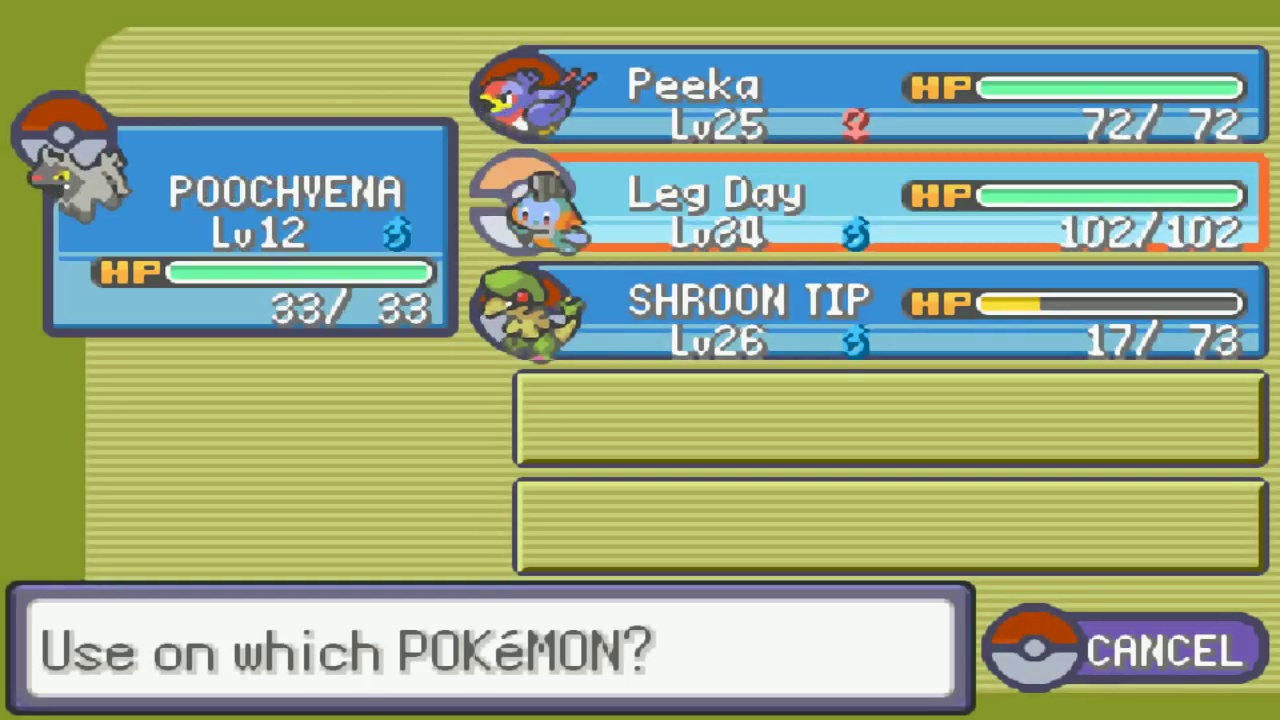 POOCHYENA
Lv12 ♂
HP
33/ 33
Peeka
HP
Lv25 ♀
72/ 72
Leg Day
HP
Lv34 ♂
102/102
SHROON TIP
HP
Lv26 ♂
17/ 73
Use on which POKéMON?
CANCEL